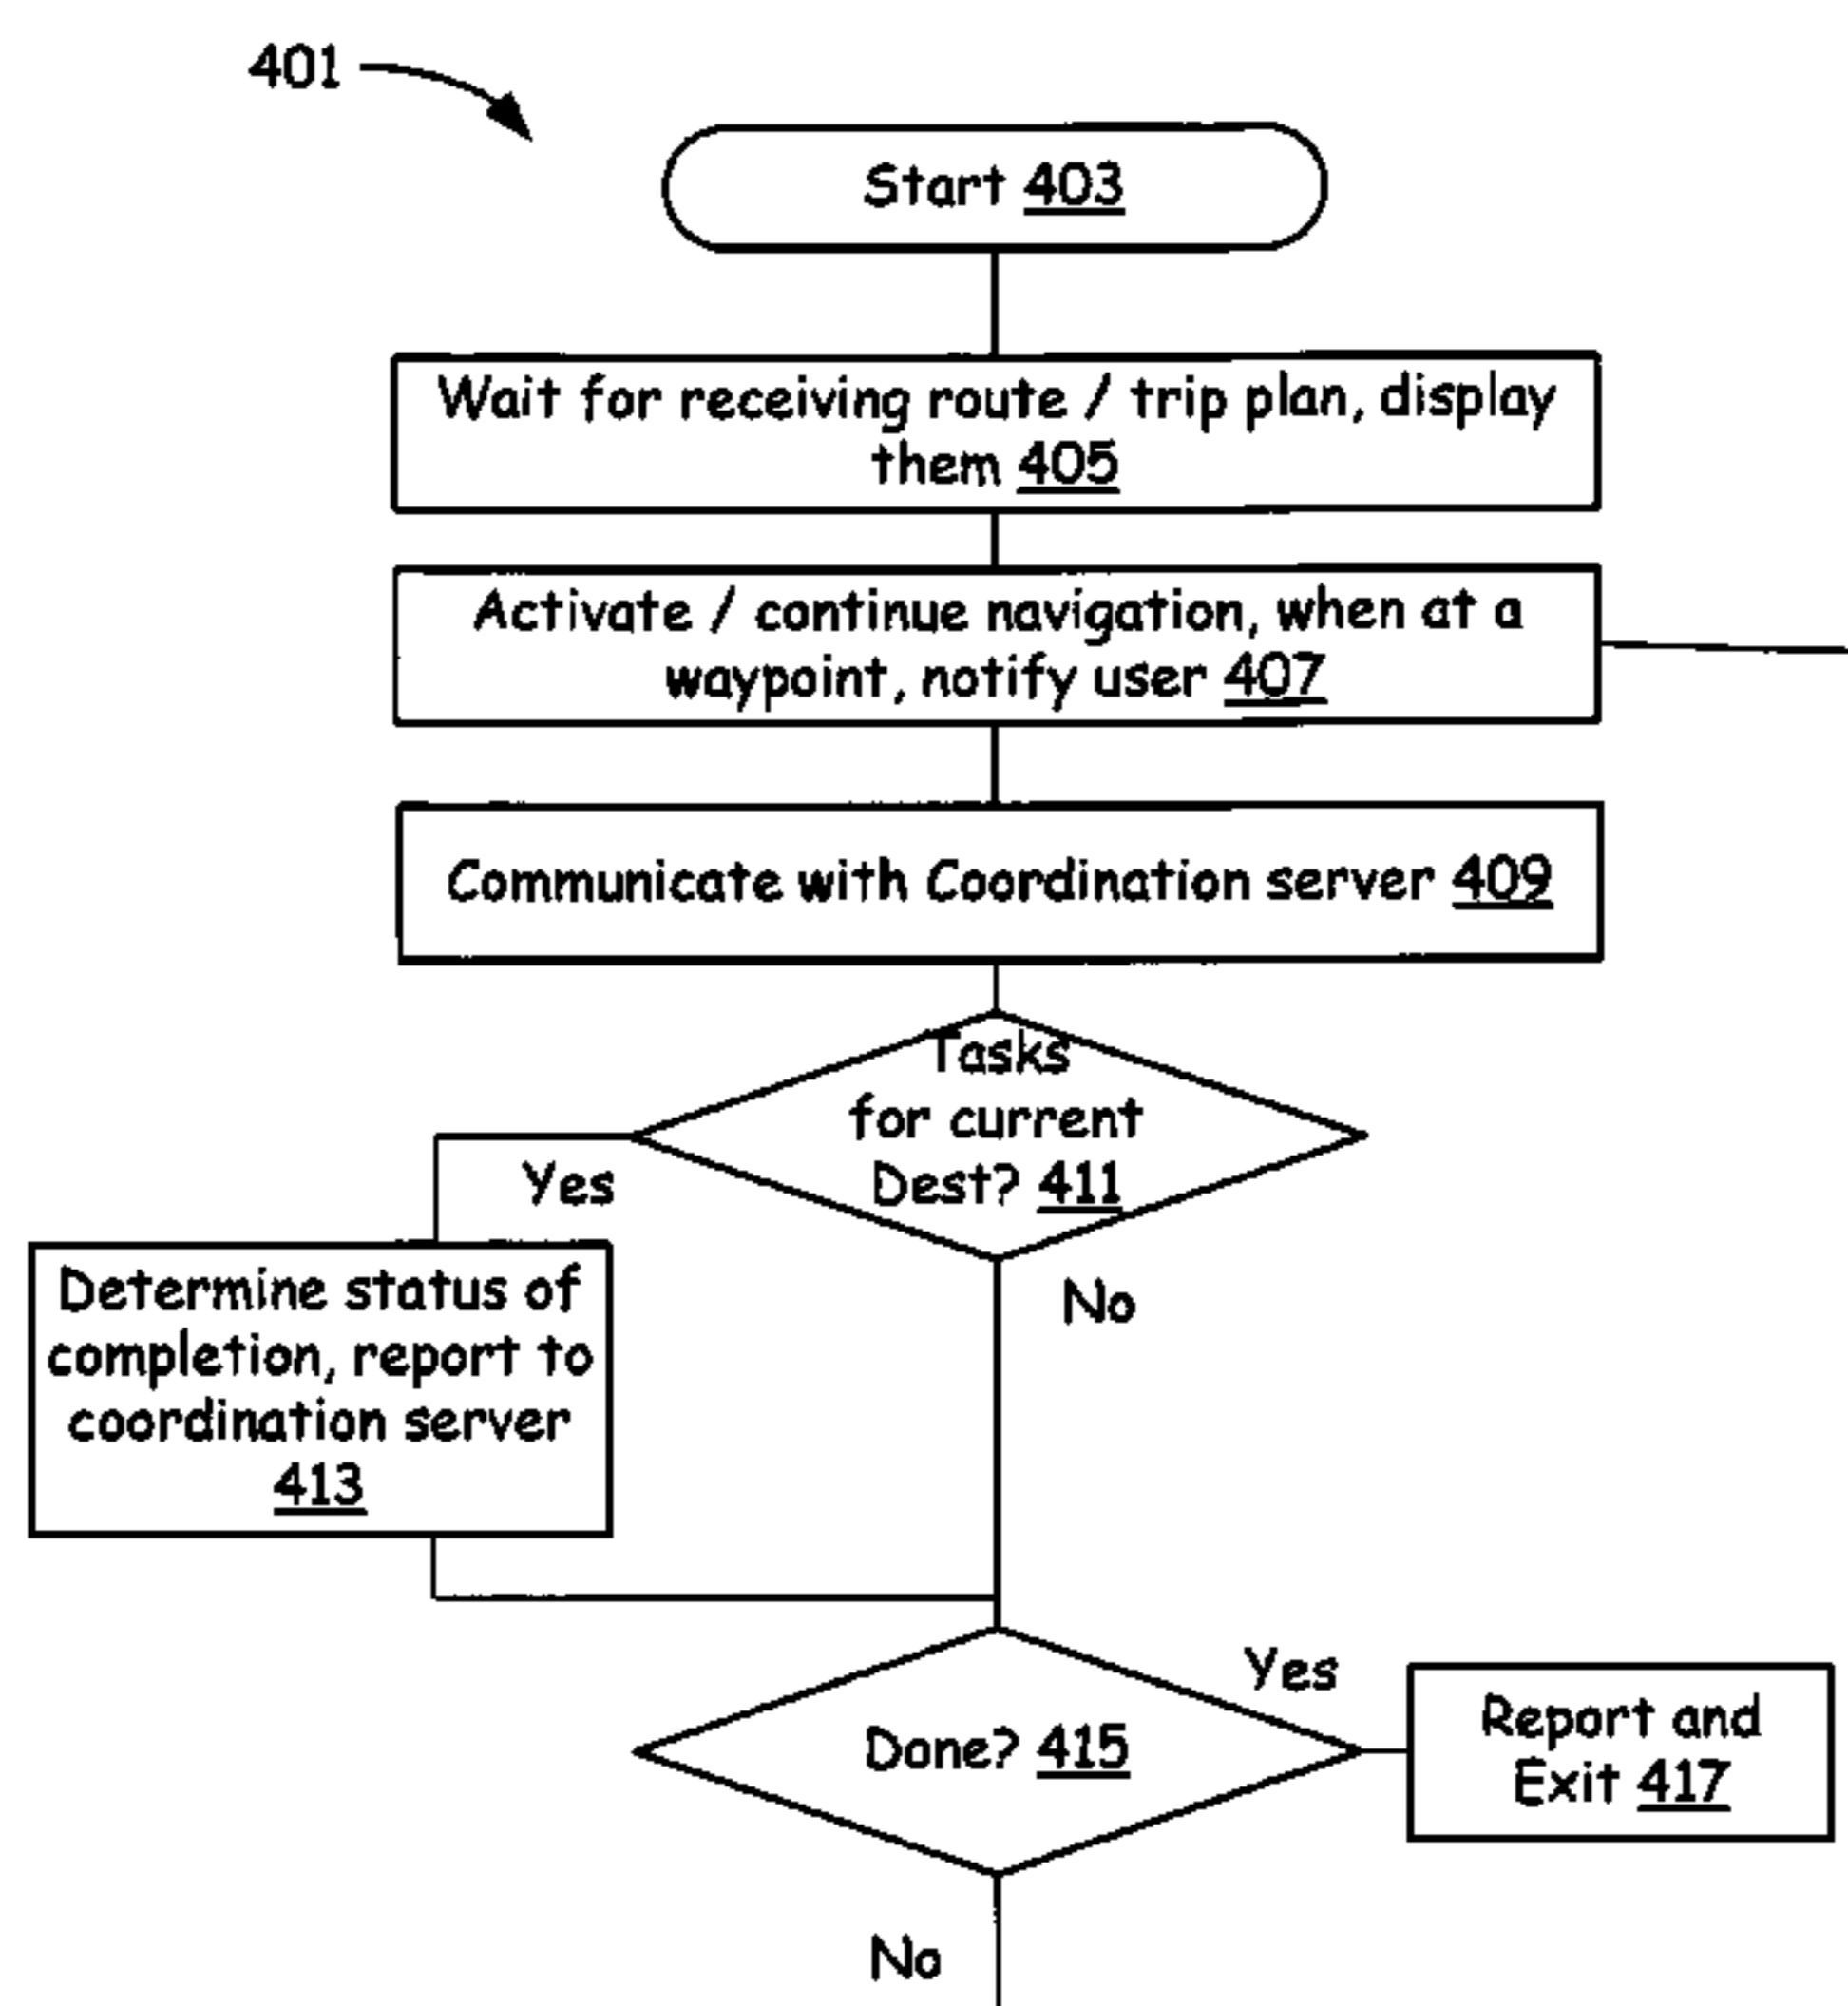 401
Start 403
Wait for receiving route / trip plan, display
them 405
Activate / continue navigation, when at a
waypoint, notify user 407
Communicate with Coordination server 409
Tasks
for current
Dest? 411
Yes
No
Determine status of
completion, report to
coordination server
413
Done? 415
Yes
Report and
Exit 417
No